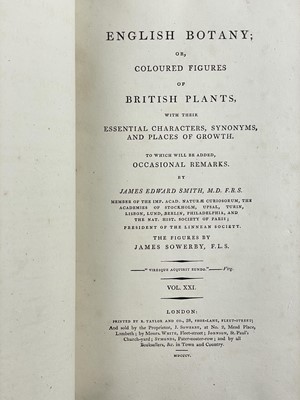 ENGLISH BOTANY;
OR,
COLOURED FIGURES
OF
BRITISH PLANTS,
WITH THEIR
ESSENTIAL CHARACTERS, SYNONYMS,
AND PLACES OF GROWTH.
TO WHICH WILL BE ADDED,
OCCASIONAL REMARKS.
BY
JAMES EDWARD SMITH, M.D. F.R.S.
MEMBER OF THE IMP. ACAD. NATURÆ CURIOSORUM, THE
ACADEMIES OF STOCKHOLM, UPSAL, TURIN,
LISBON, LUND, BERLIN, PHILADELPHIA, AND
THE NAT. HIST. SOCIETY OF PARIS;
PRESIDENT OF THE LINNEAN SOCIETY.
THE FIGURES BY
JAMES SOWERBY, F.L.S.
——“ VIRESQUE ACQUIRIT EUNDO.”——Virg.
VOL. XXI.
LONDON:
PRINTED BY R. TAYLOR AND CO., 38, SHOE-LANE, FLEET-STREET;
And sold by the Proprietor, J. SOWERBY, at No. 2, Mead Place,
Lambeth; by Messrs. WHITE, Fleet-street; JOHNSON, St. Paul's
Church-yard; SYMONDS, Pater-noster-row; and by all
Booksellers, &c. in Town and Country.
MDCCCV.